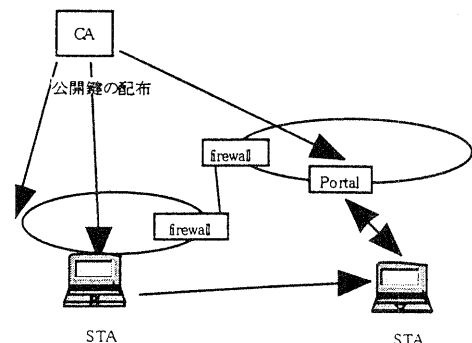 CA
公開鍵の配布
firewall
Portal
firewall
STA
STA